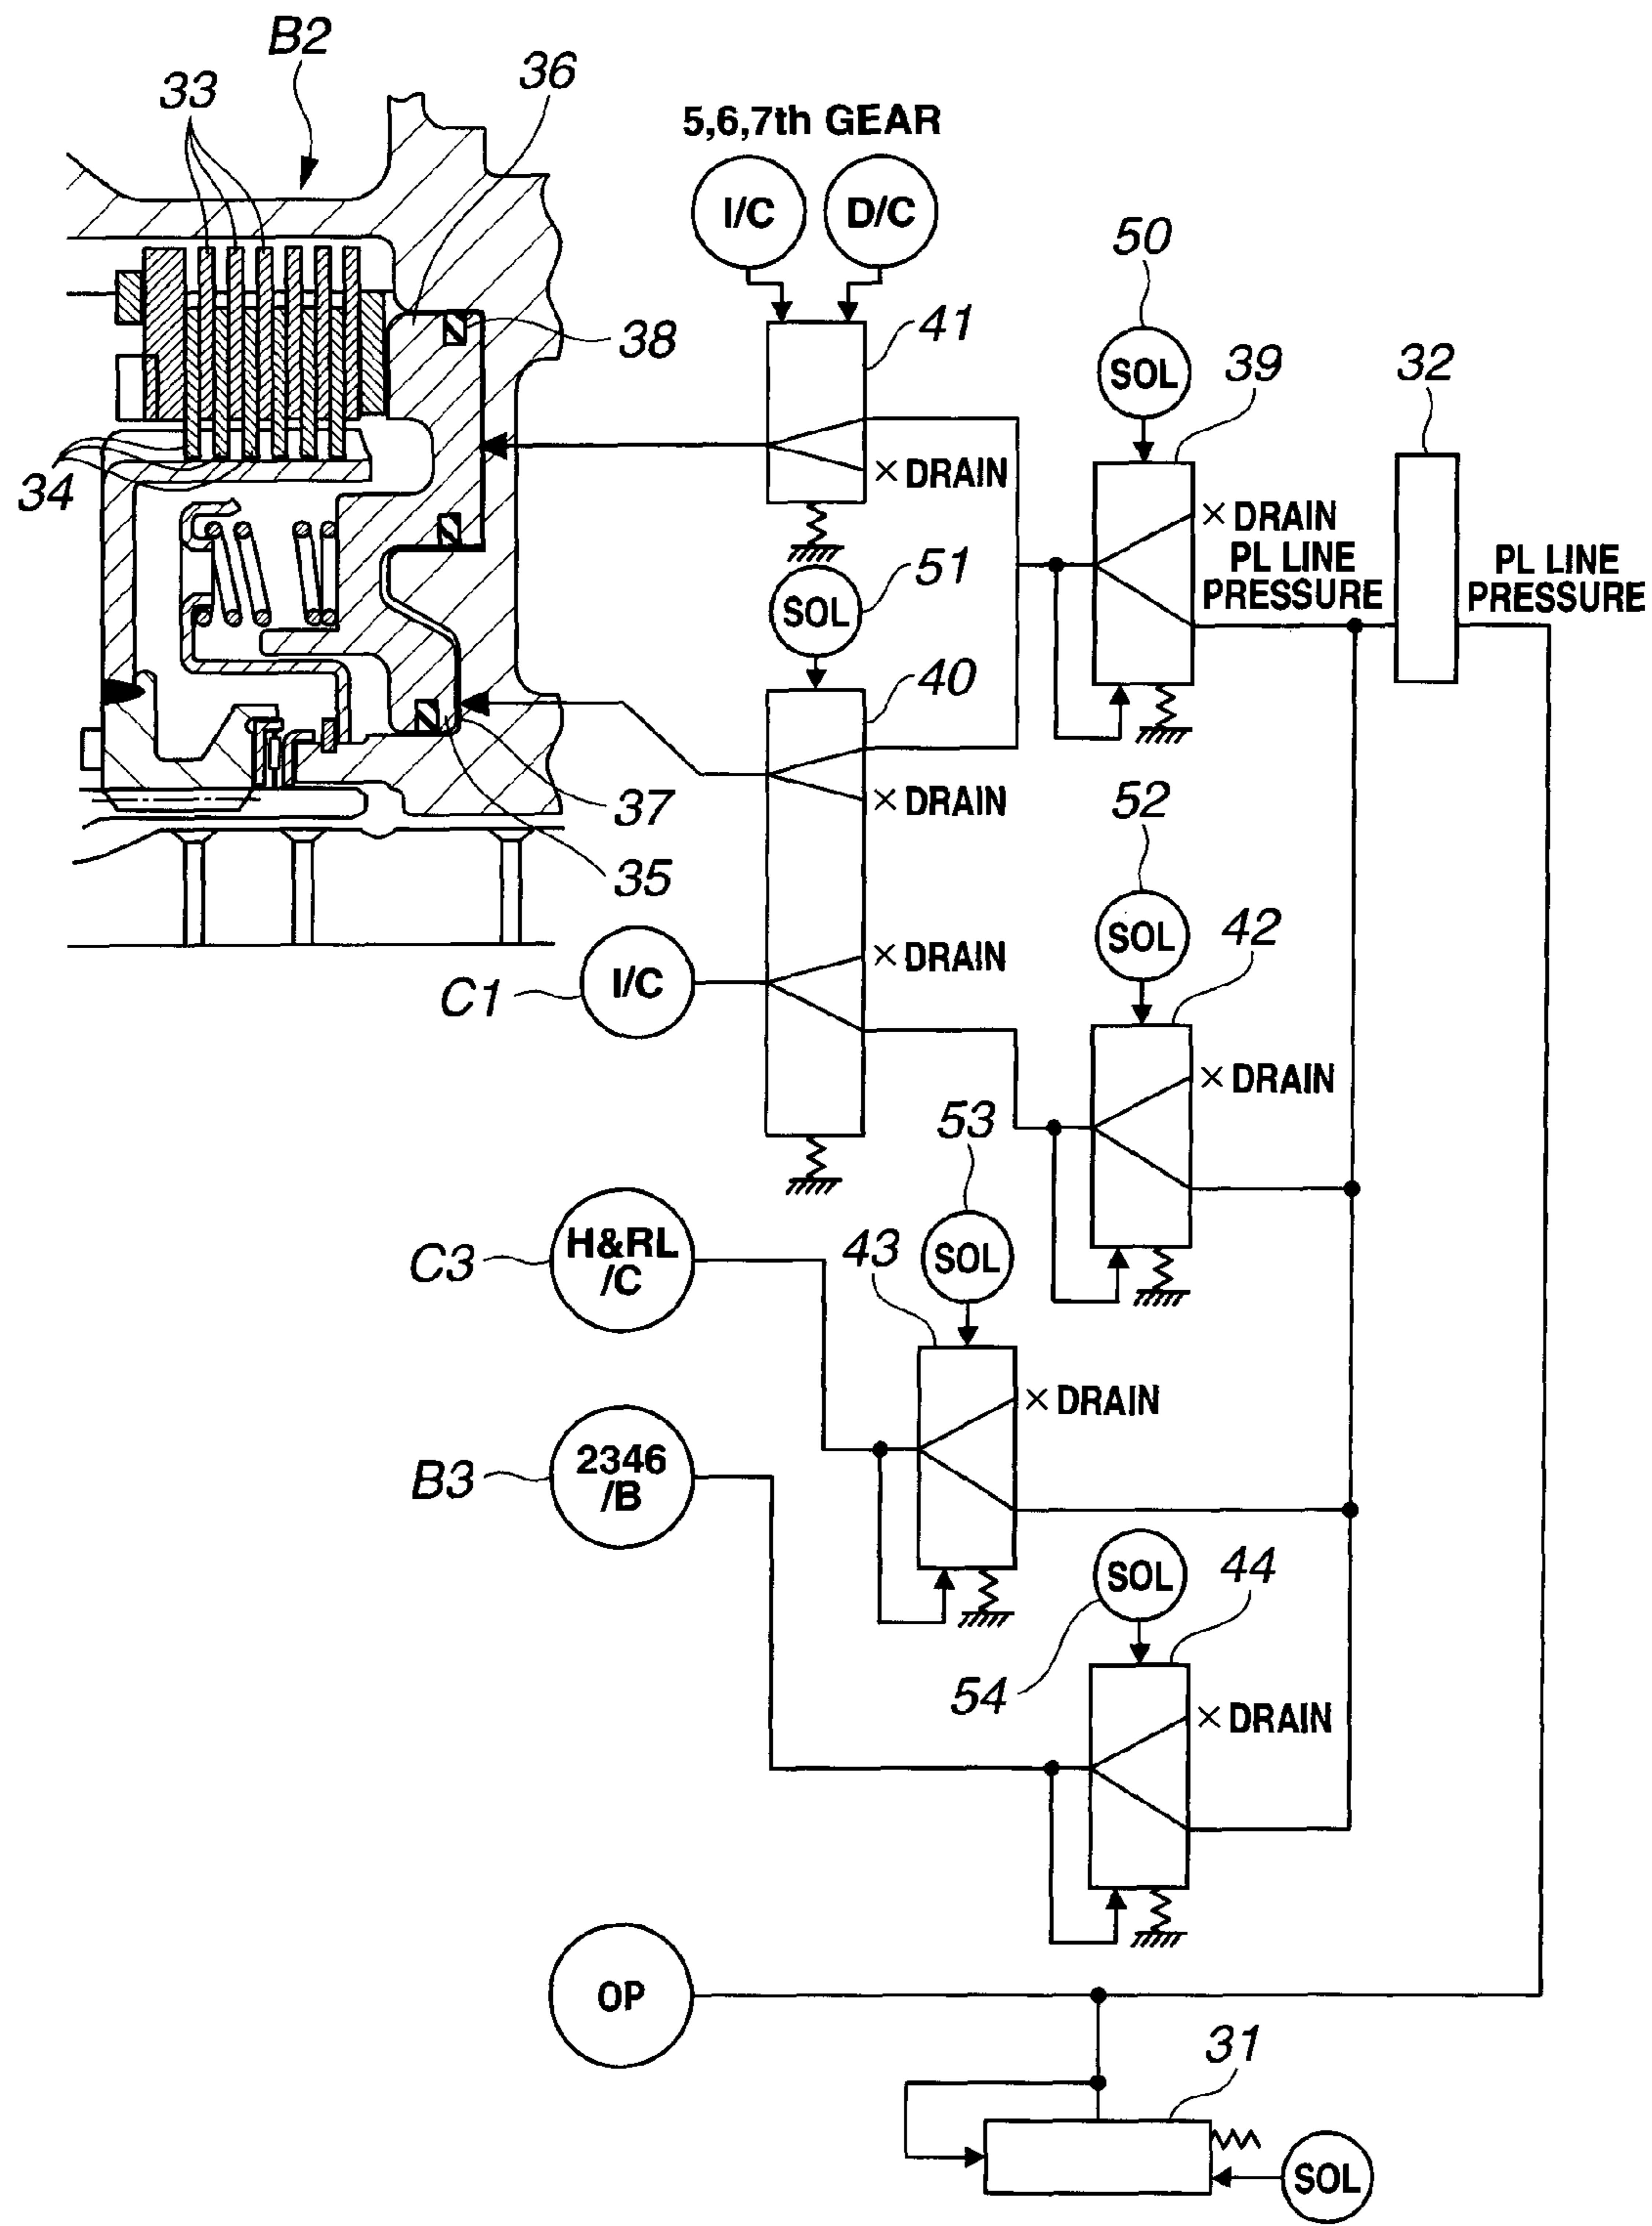 B2
33
36
5,6,7th GEAR
I/C
D/C
50
41
38
SOL
39
32
34
× DRAIN
× DRAIN
PL LINE
PRESSURE
PL LINE
PRESSURE
51
SOL
40
37
× DRAIN
52
35
SOL
42
× DRAIN
C1
I/C
× DRAIN
53
C3
H&RL
/C
43
SOL
× DRAIN
B3
2346
/B
SOL
44
54
× DRAIN
OP
31
SOL